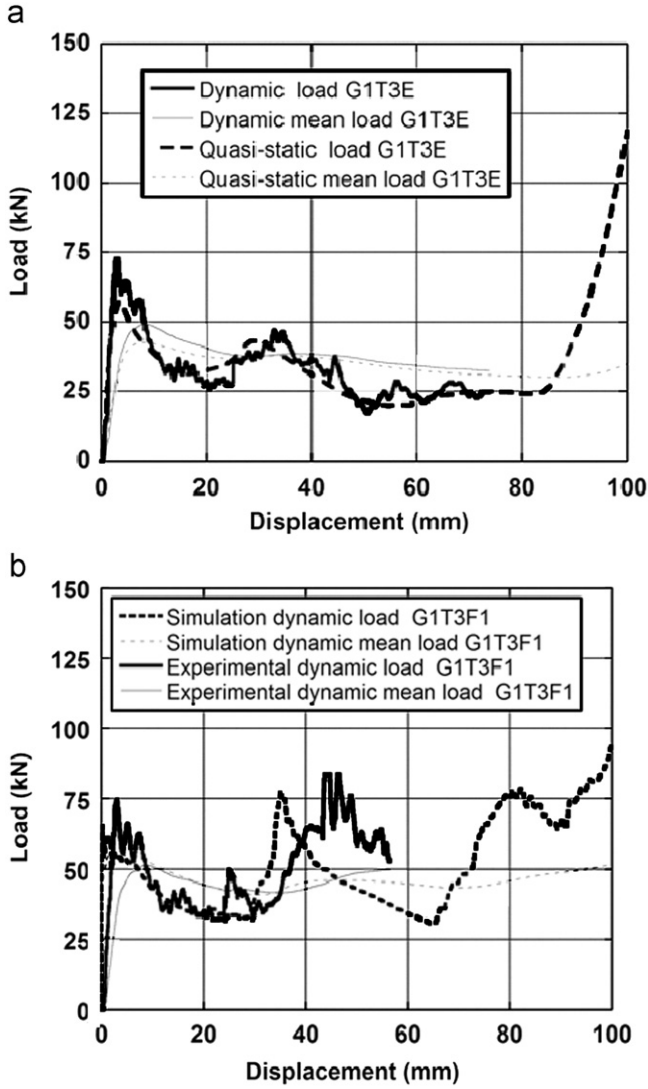 a
150
125
100
75
50
25
0
Load (kN)
Dynamic load G1T3E
Dynamic mean load G1T3E
Quasi-static load G1T3E
Quasi-static mean load G1T3E
0 20 40 60 80 100
Displacement (mm)
b
150
125
100
75
50
25
0
Load (kN)
Simulation dynamic load G1T3F1
Simulation dynamic mean load G1T3F1
Experimental dynamic load G1T3F1
Experimental dynamic mean load G1T3F1
0 20 40 60 80 100
Displacement (mm)